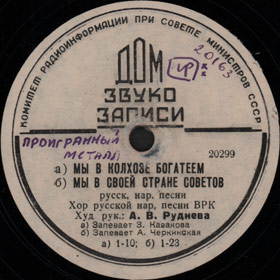 КОМИТЕТ РАДИОИНФОРМАЦИИ ПРИ СОВЕТЕ МИНИСТРОВ СССР
ДОМ
ЗВУКО
ЗАПИСИ
20163
ПРОИГРАННЫЙ
МЕТАЛЛ
20299
а) МЫ В КОЛХОЗЕ БОГАТЕЕМ
б) МЫ В СВОЕЙ СТРАНЕ СОВЕТОВ
русск. нар. песни
Хор русской нар. песни ВРК
Худ. рук.: А. В. Руднева
а) Запевает З. Казакова
б) Запевает А. Черкинская
а) 1-10; б) 1-23